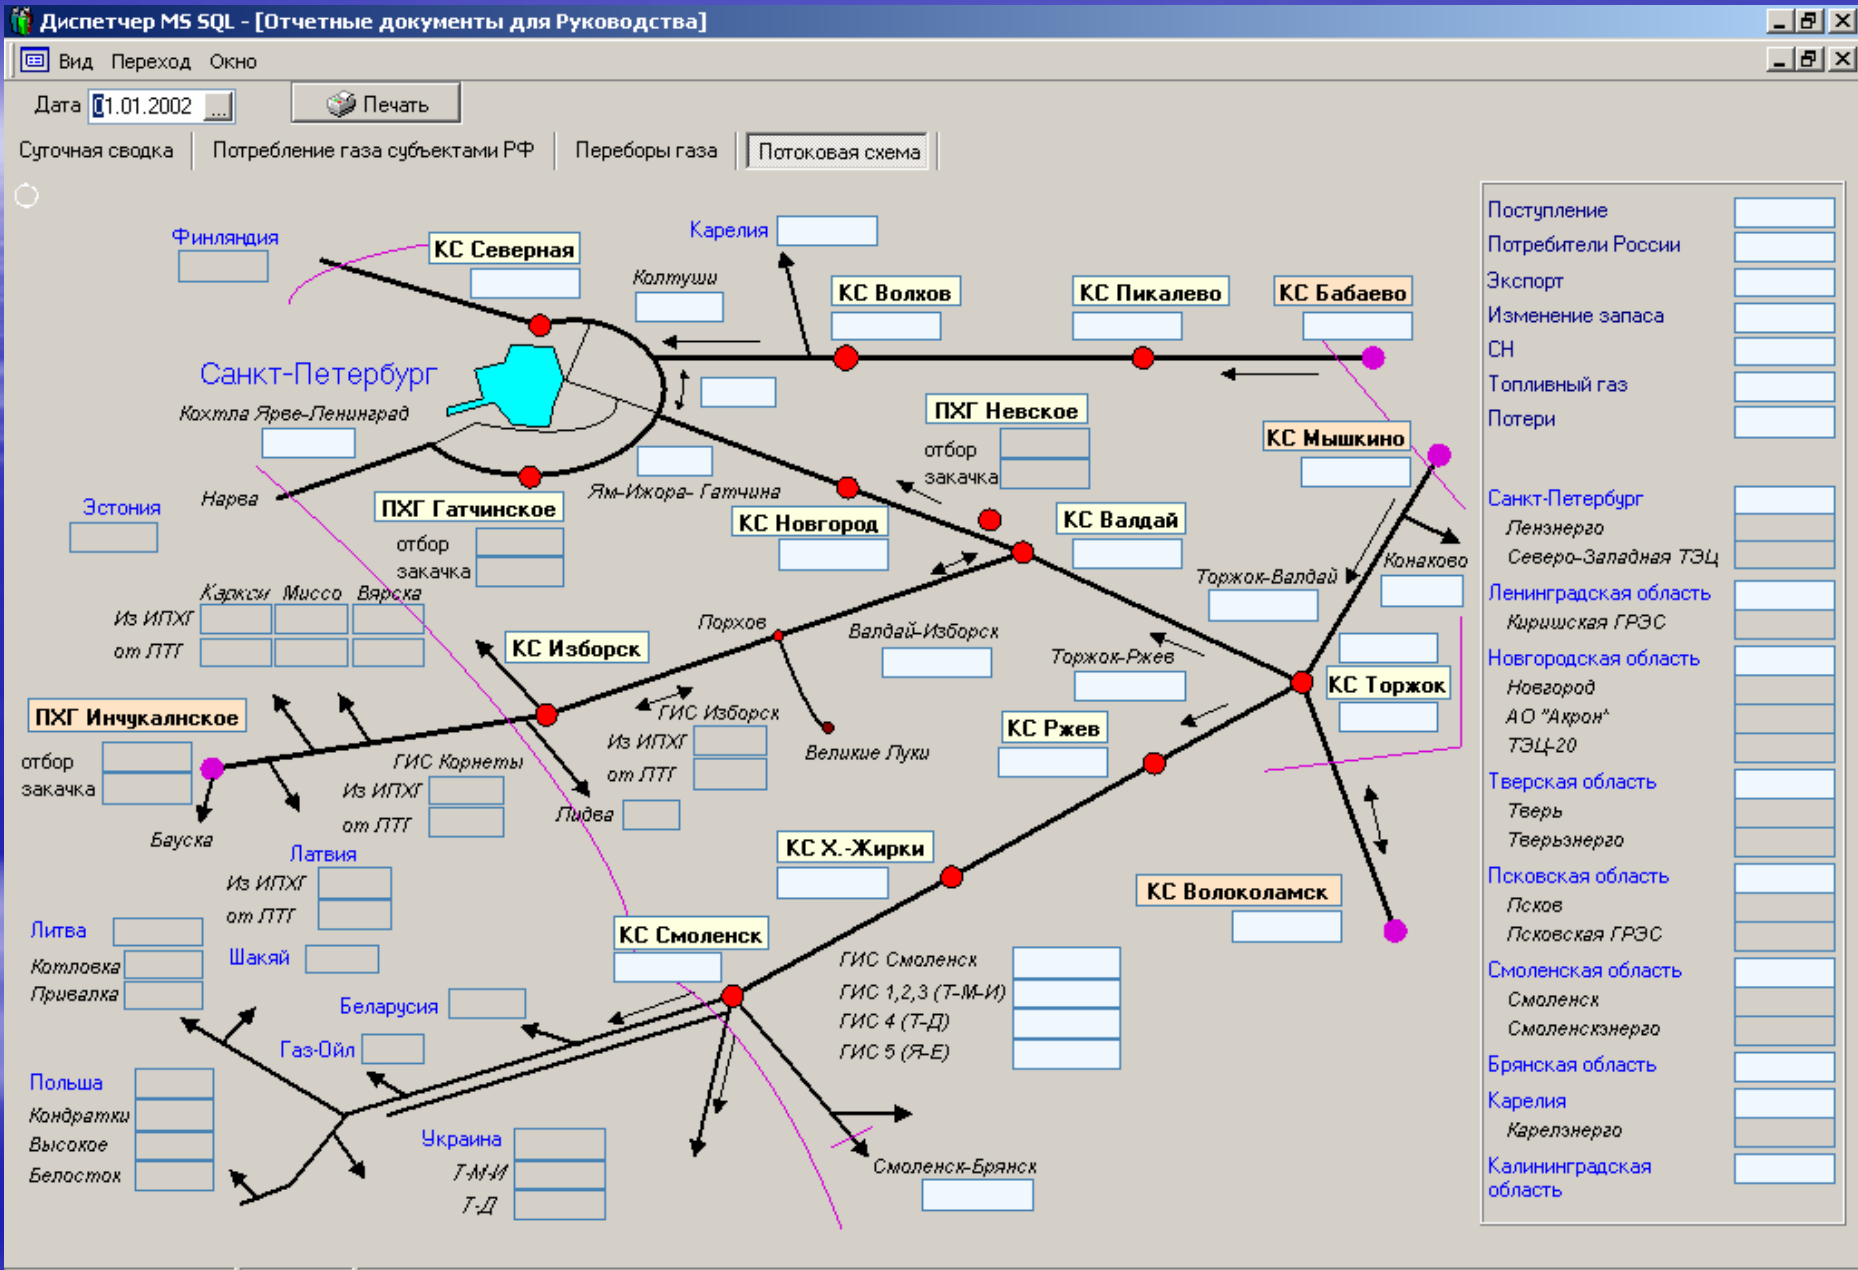 Диспетчер MS SQL - [Отчетные документы для Руководства]
Вид Переход Окно
Дата 01.01.2002 ... Печать
Суточная сводка Потребление газа субъектами РФ Переборы газа Потоковая схема
Финляндия
КС Северная
Карелия
Колтуши
КС Волхов
КС Пикалево
КС Бабаево
Санкт-Петербург
Кохтла Ярве-Ленинград
ПХГ Невское
отбор
закачка
КС Мышкино
Нарва
Эстония
ПХГ Гатчинское
отбор
закачка
Ям-Ижора- Гатчина
КС Новгород
КС Валдай
Торжок-Валдай
Конаково
Каркси Миссо Вярска
Из ИПХГ
от ЛТГ
КС Изборск
Порхов
Валдай-Изборск
Торжок-Ржев
КС Торжок
ПХГ Инчукалнское
отбор
закачка
ГИС Изборск
Из ИПХГ
от ЛТГ
Великие Луки
КС Ржев
ГИС Корнеты
Из ИПХГ
от ЛТГ
Лидва
Бауска
КС Х.-Жирки
Латвия
Из ИПХГ
от ЛТГ
КС Волоколамск
Литва
Котловка
Привалка
Шакяй
КС Смоленск
ГИС Смоленск
ГИС 1,2,3 (Т-М-И)
ГИС 4 (Т-Д)
ГИС 5 (Я-Е)
Беларусия
Газ-Ойл
Польша
Кондратки
Высокое
Белосток
Украина
Т-М-И
Т-Д
Смоленск-Брянск
Поступление
Потребители России
Экспорт
Изменение запаса
СН
Топливный газ
Потери
Санкт-Петербург
Ленэнерго
Северо-Западная ТЭЦ
Ленинградская область
Киришская ГРЭС
Новгородская область
Новгород
АО "Акрон"
ТЭЦ-20
Тверская область
Тверь
Тверьэнерго
Псковская область
Псков
Псковская ГРЭС
Смоленская область
Смоленск
Смоленскэнерго
Брянская область
Карелия
Карелэнерго
Калининградская
область